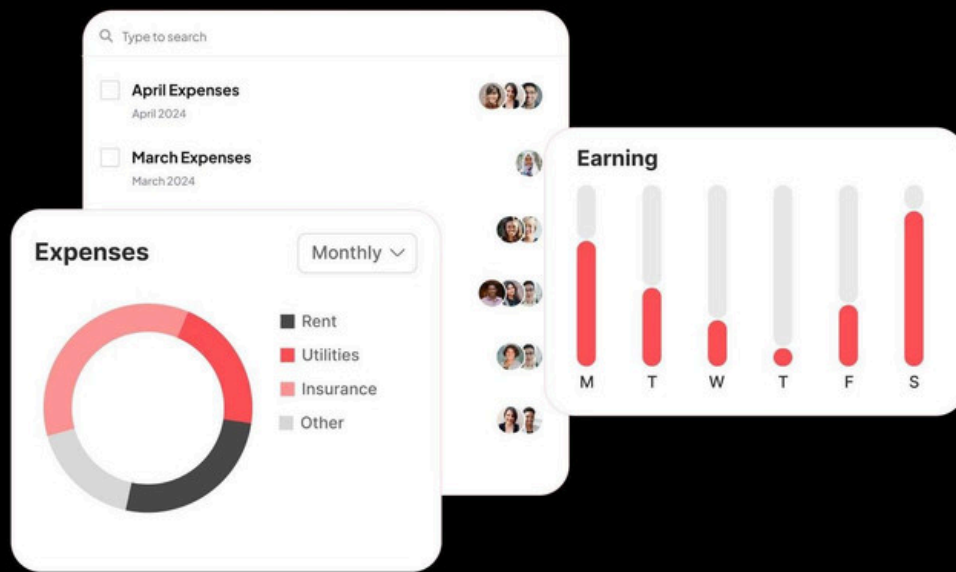 Type to search
April Expenses
April 2024
March Expenses
March 2024
Expenses
Monthly
Rent
Utilities
Insurance
Other
Earning
M T W T F S